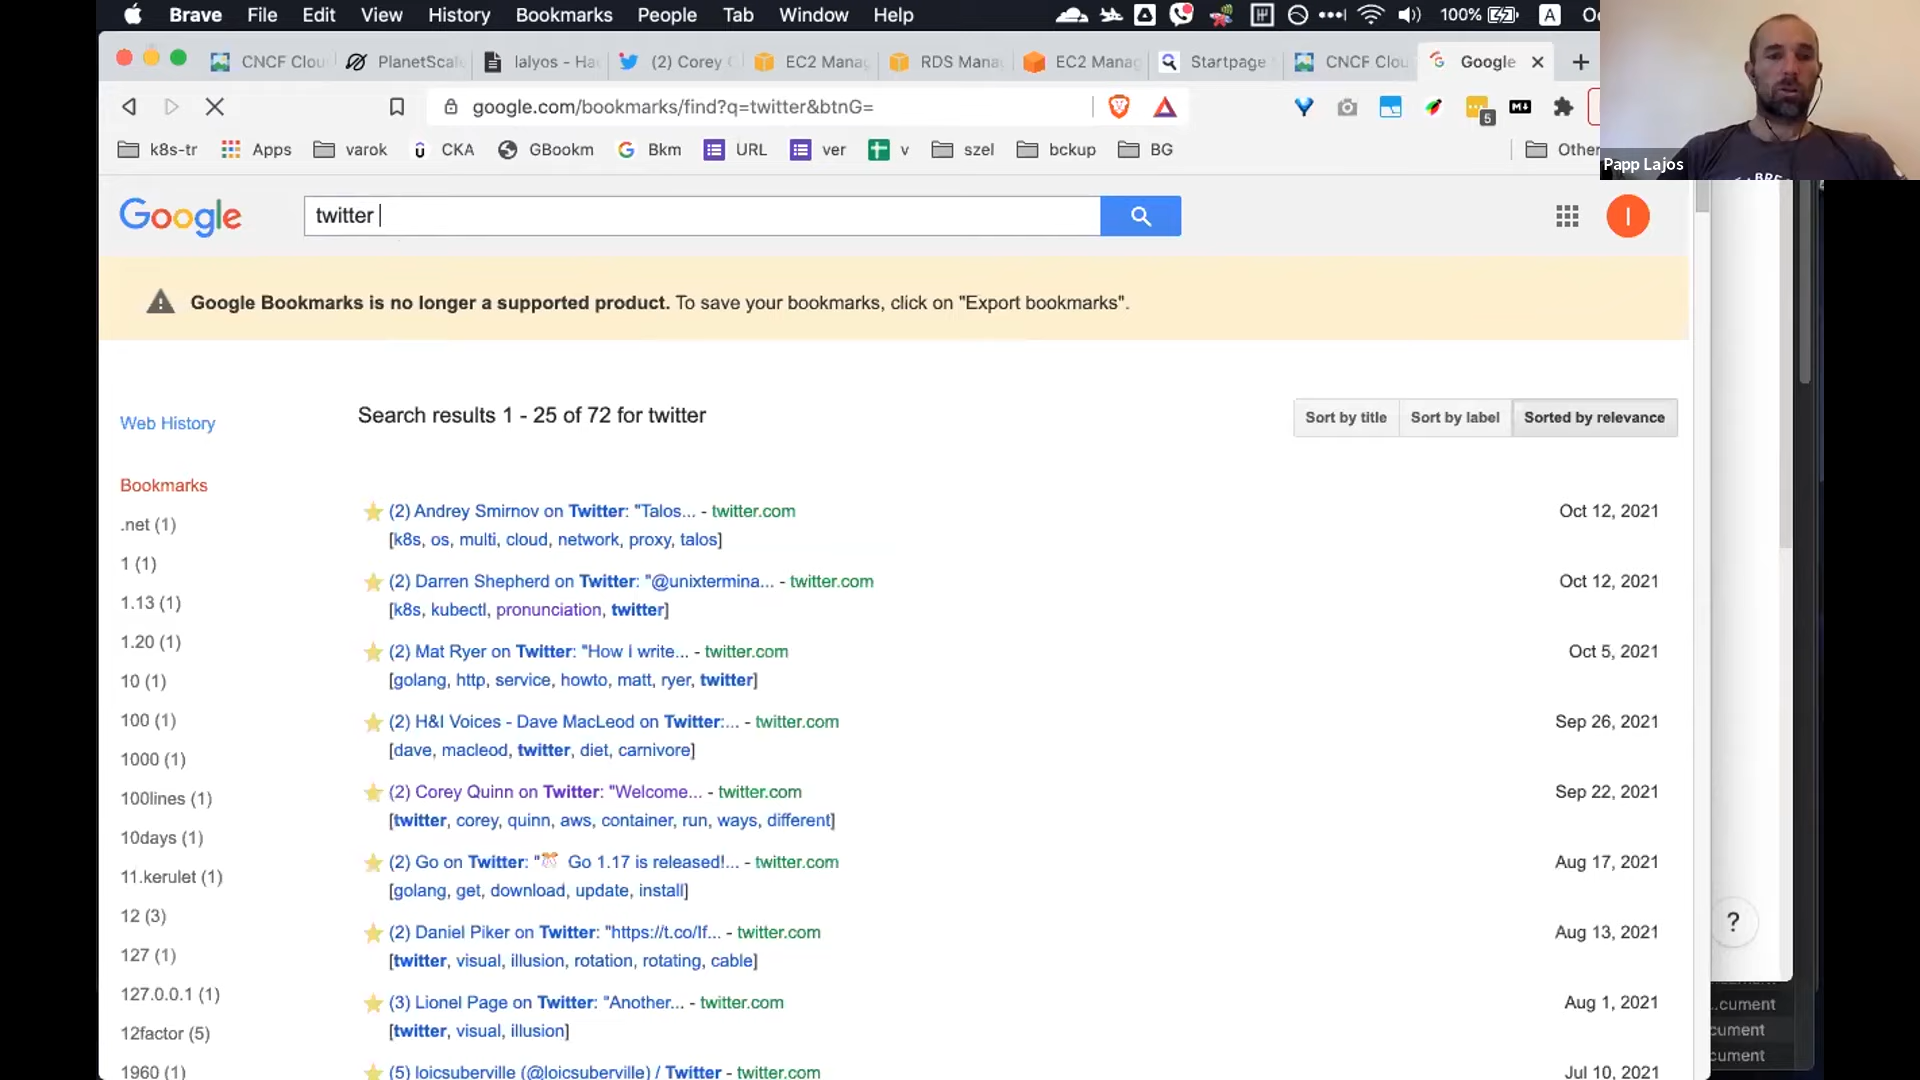 Brave File Edit View History Bookmarks People Tab Window Help 100% A
CNCF Clou PlanetScale lalyos - Ha (2) Corey EC2 Mana RDS Mana EC2 Mana Startpage CNCF Clou Google
google.com/bookmarks/find?q=twitter&btnG=
5
k8s-tr Apps varok CKA GBookm Bkm URL ver v szel bckup BG Other
Papp Lajos
Google
twitter
I
Google Bookmarks is no longer a supported product. To save your bookmarks, click on "Export bookmarks".
Web History
Search results 1 - 25 of 72 for twitter
Sort by title Sort by label Sorted by relevance
Bookmarks
.net (1)
1 (1)
1.13 (1)
1.20 (1)
10 (1)
100 (1)
1000 (1)
100lines (1)
10days (1)
11.kerulet (1)
12 (3)
127 (1)
127.0.0.1 (1)
12factor (5)
1960 (1)
(2) Andrey Smirnov on Twitter: "Talos... - twitter.com Oct 12, 2021
[k8s, os, multi, cloud, network, proxy, talos]
(2) Darren Shepherd on Twitter: "@unixtermina... - twitter.com Oct 12, 2021
[k8s, kubectl, pronunciation, twitter]
(2) Mat Ryer on Twitter: "How I write... - twitter.com Oct 5, 2021
[golang, http, service, howto, matt, ryer, twitter]
(2) H&I Voices - Dave MacLeod on Twitter:... - twitter.com Sep 26, 2021
[dave, macleod, twitter, diet, carnivore]
(2) Corey Quinn on Twitter: "Welcome... - twitter.com Sep 22, 2021
[twitter, corey, quinn, aws, container, run, ways, different]
(2) Go on Twitter: "🎊 Go 1.17 is released!... - twitter.com Aug 17, 2021
[golang, get, download, update, install]
(2) Daniel Piker on Twitter: "https://t.co/If... - twitter.com Aug 13, 2021
[twitter, visual, illusion, rotation, rotating, cable]
(3) Lionel Page on Twitter: "Another... - twitter.com Aug 1, 2021
[twitter, visual, illusion]
(5) loicsuberville (@loicsuberville) / Twitter - twitter.com Jul 10, 2021
?
..cument
cument
cument